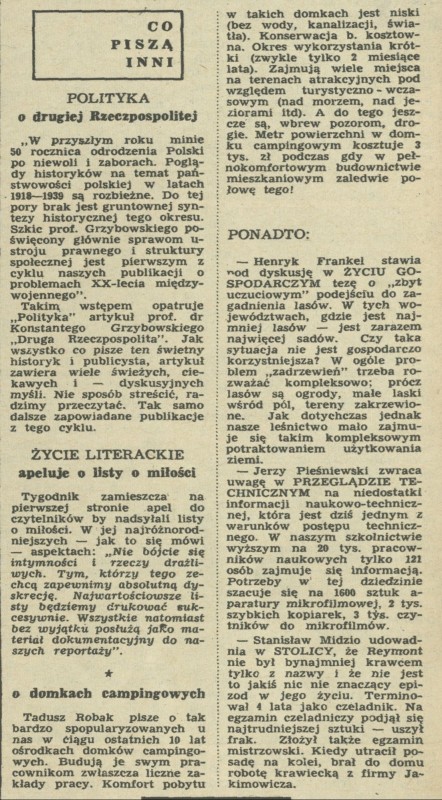 CO
PISZĄ
INNI
POLITYKA
o drugiej Rzeczpospolitej
„W przyszłym roku minie
50 rocznica odrodzenia Polski
po niewoli i zaborach. Poglą-
dy historyków na temat pań-
stwowości polskiej w latach
1918—1939 są rozbieżne. Do tej
pory brak jest gruntownej syn-
tezy historycznej tego okresu.
Szkic prof. Grzybowskiego po-
święcony głównie sprawom u-
stroju prawnego i struktury
społecznej jest pierwszym z
cyklu naszych publikacji o
problemach XX-lecia między-
wojennego".
Takim wstępem opatruje
„Polityka" artykuł prof. dr
Konstantego Grzybowskiego
„Druga Rzeczpospolita". Jak
wszystko co pisze ten świetny
historyk i publicysta, artykuł
zawiera wiele świeżych, cie-
kawych i — dyskusyjnych
myśli. Nie sposób streścić, ra-
dzimy przeczytać. Tak samo
dalsze zapowiadane publikacje
z tego cyklu.
ŻYCIE LITERACKIE
apeluje o listy o miłości
Tygodnik zamieszcza na
pierwszej stronie apel do
czytelników by nadsyłali listy
o miłości. W jej najróżnorod-
niejszych — jak to się mówi
— aspektach: „Nie bójcie się
intymności i rzeczy drażli-
wych. Tym, którzy tego ze-
chcą zapewnimy absolutną dy-
skrecję. Najwartościowsze li-
sty będziemy drukować suk-
cesywnie. Wszystkie natomiast
bez wyjątku posłużą jako ma-
teriał dokumentacyjny do na-
szych reportaży".
★
o domkach campingowych
Tadusz Robak pisze o tak
bardzo spopularyzowanych u
nas w ciągu ostatnich 10 lat
ośrodkach domków campingo-
wych. Budują je swym pra-
cownikom zwłaszcza liczne za-
kłady pracy. Komfort pobytu
w takich domkach jest niski
(bez wody, kanalizacji, świa-
tła). Konserwacja b. kosztow-
na. Okres wykorzystania krót-
ki (zwykle tylko 2 miesiące
lata). Zajmują wiele miejsca
na terenach atrakcyjnych pod
względem turystyczno-wcza-
sowym (nad morzem, nad je-
ziorami itd). A do tego jesz-
cze są, wbrew pozorom, dro-
gie. Metr powierzchni w dom-
ku campingowym kosztuje 3
tys. zł podczas gdy w peł-
nokomfortowym budownictwie
mieszkaniowym zaledwie po-
łowę tego!
PONADTO:
— Henryk Frankel stawia
pod dyskusję w ŻYCIU GO-
SPODARCZYM tezę o „zbyt
uczuciowym" podejściu do za-
gadnienia lasów. W tych wo-
jewództwach, gdzie jest naj-
mniej lasów — jest zarazem
najwięcej sadów. Czy taka
sytuacja nie jest gospodarczo
korzystniejsza? W ogóle pro-
blem „zadrzewień" trzeba ro-
zważać kompleksowo; prócz
lasów są ogrody, małe laski
wśród pól, tereny zakrzewio-
ne. Jak dotychczas jednak
nasze leśnictwo mało zajmu-
je się takim kompleksowym
potraktowaniem użytkowania
ziemi.
— Jerzy Pieśniewski zwraca
uwagę w PRZEGLĄDZIE TE-
CHNICZNYM na niedostatki
informacji naukowo-technicz-
nej, która jest dziś jednym z
warunków postępu technicz-
nego. W naszym szkolnictwie
wyższym na 20 tys. pracow-
ników naukowych tylko 121
osób zajmuje się informacją.
Potrzeby w tej dziedzinie
szacuje się na 1600 sztuk a-
paratury mikrofilmowej, 2 tys.
szybkich kopiarek, 3 tys. czy-
tników do mikrofilmów.
— Stanisław Midzio udowad-
nia w STOLICY, że Reymont
nie był bynajmniej krawcem
tylko z nazwy i że nie jest
to jakiś nic nie znaczący epi-
zod w jego życiu. Termino-
wał 4 lata jako czeladnik. Na
egzamin czeladniczy podjął się
najtrudniejszej sztuki — uszył
frak. Złożył także egzamin
mistrzowski. Kiedy utracił po-
sadę na kolei, brał do domu
robotę krawiecką z firmy Ja-
kimowicza.